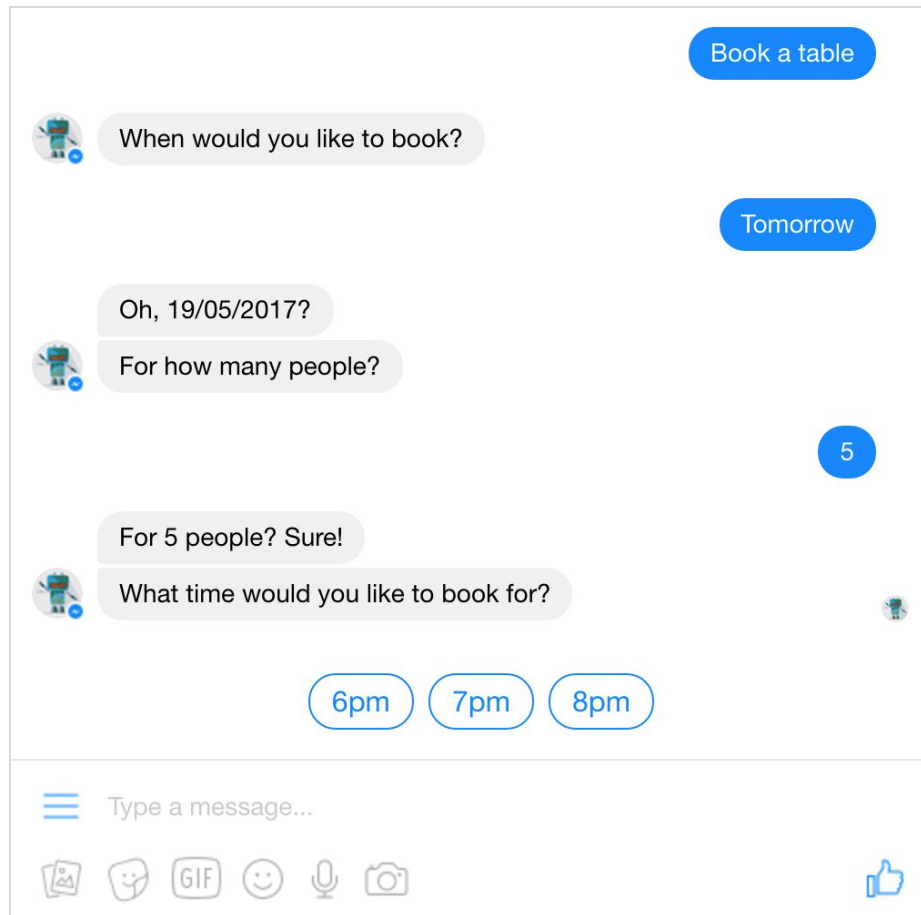 Book a table
When would you like to book?
Tomorrow
Oh, 19/05/2017?
For how many people?
5
For 5 people? Sure!
What time would you like to book for?
6pm 7pm 8pm
Type a message...
GIF